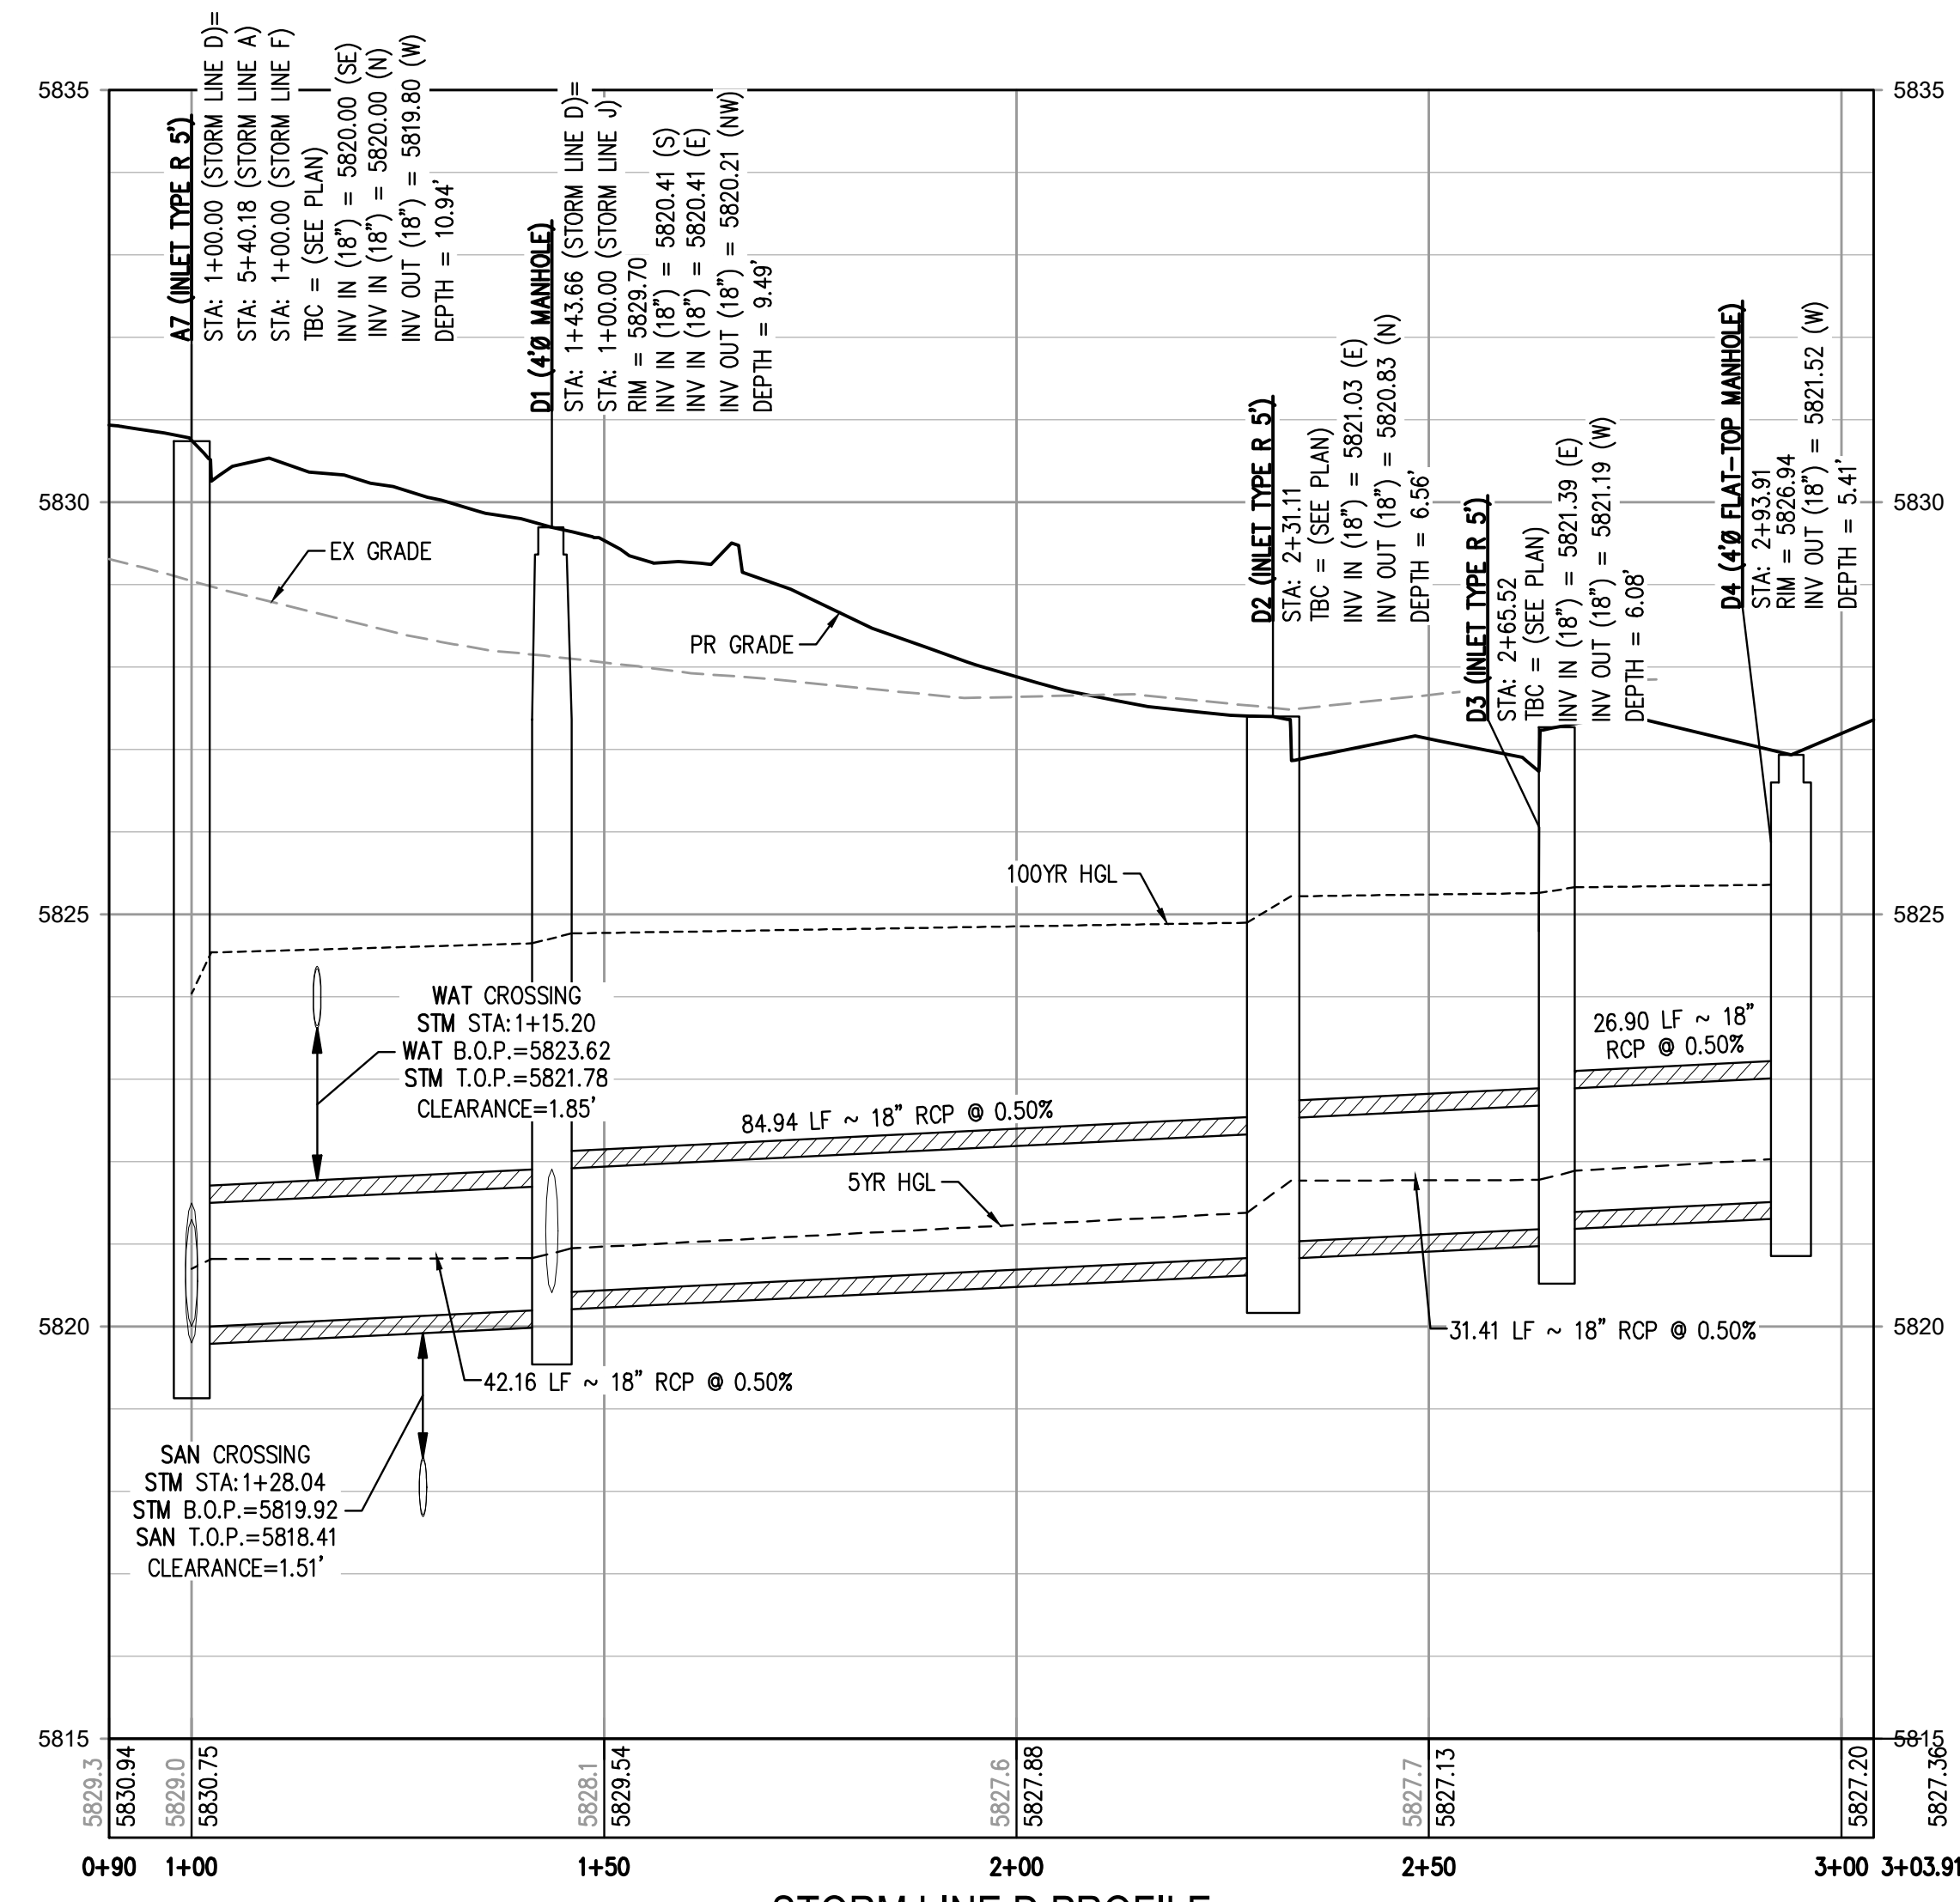 A7 (INLET TYPE R 5')
STA: 1+00.00 (STORM LINE D)=
STA: 5+40.18 (STORM LINE A)
STA: 1+00.00 (STORM LINE F)
TBC = (SEE PLAN)
INV IN (18") = 5820.00 (SE)
INV IN (18") = 5820.00 (N)
INV OUT (18") = 5819.80 (W)
DEPTH = 10.94'
D1 (4'Ø MANHOLE)
STA: 1+43.66 (STORM LINE D)=
STA: 1+00.00 (STORM LINE J)
RIM = 5829.70
INV IN (18") = 5820.41 (S)
INV IN (18") = 5820.41 (E)
INV OUT (18") = 5820.21 (NW)
DEPTH = 9.49'
D2 (INLET TYPE R 5')
STA: 2+31.11
TBC = (SEE PLAN)
INV IN (18") = 5821.03 (E)
INV OUT (18") = 5820.83 (N)
DEPTH = 6.56'
D3 (INLET TYPE R 5')
STA: 2+65.52
TBC = (SEE PLAN)
INV IN (18") = 5821.39 (E)
INV OUT (18") = 5821.19 (W)
DEPTH = 6.08'
D4 (4'Ø FLAT-TOP MANHOLE)
STA: 2+93.91
RIM = 5826.94
INV OUT (18") = 5821.52 (W)
DEPTH = 5.41'
5835
5835
5830
5830
EX GRADE
PR GRADE
100YR HGL
5825
5825
WAT CROSSING
STM STA:1+15.20
WAT B.O.P.=5823.62
STM T.O.P.=5821.78
CLEARANCE=1.85'
26.90 LF ~ 18"
RCP @ 0.50%
84.94 LF ~ 18" RCP @ 0.50%
5YR HGL
5820
5820
31.41 LF ~ 18" RCP @ 0.50%
42.16 LF ~ 18" RCP @ 0.50%
SAN CROSSING
STM STA:1+28.04
STM B.O.P.=5819.92
SAN T.O.P.=5818.41
CLEARANCE=1.51'
5815
5815
5829.3
5830.94
5829.0
5830.75
5828.1
5829.54
5827.6
5827.88
5827.7
5827.13
5827.20
5827.36
0+90 1+00 1+50 2+00 2+50 3+00 3+03.91
STORM LINE D PROFILE